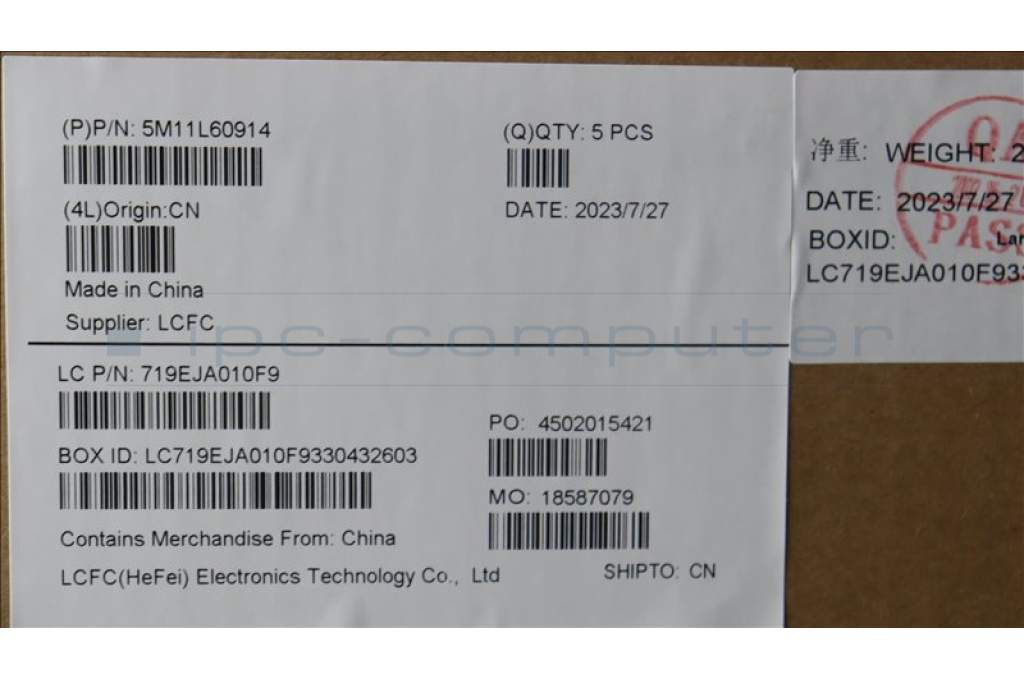 (P)P/N: 5M11L60914
(Q)QTY: 5 PCS
(4L)Origin:CN
DATE: 2023/7/27
Made in China
Supplier: LCFC
ipc-computer
LC P/N: 719EJA010F9
PO: 4502015421
BOX ID: LC719EJA010F9330432603
MO: 18587079
Contains Merchandise From: China
LCFC(HeFei) Electronics Technology Co., Ltd
SHIPTO: CN
净重: WEIGHT: 2
DATE: 2023/7/27
BOXID:
LC719EJA010F933
PASS